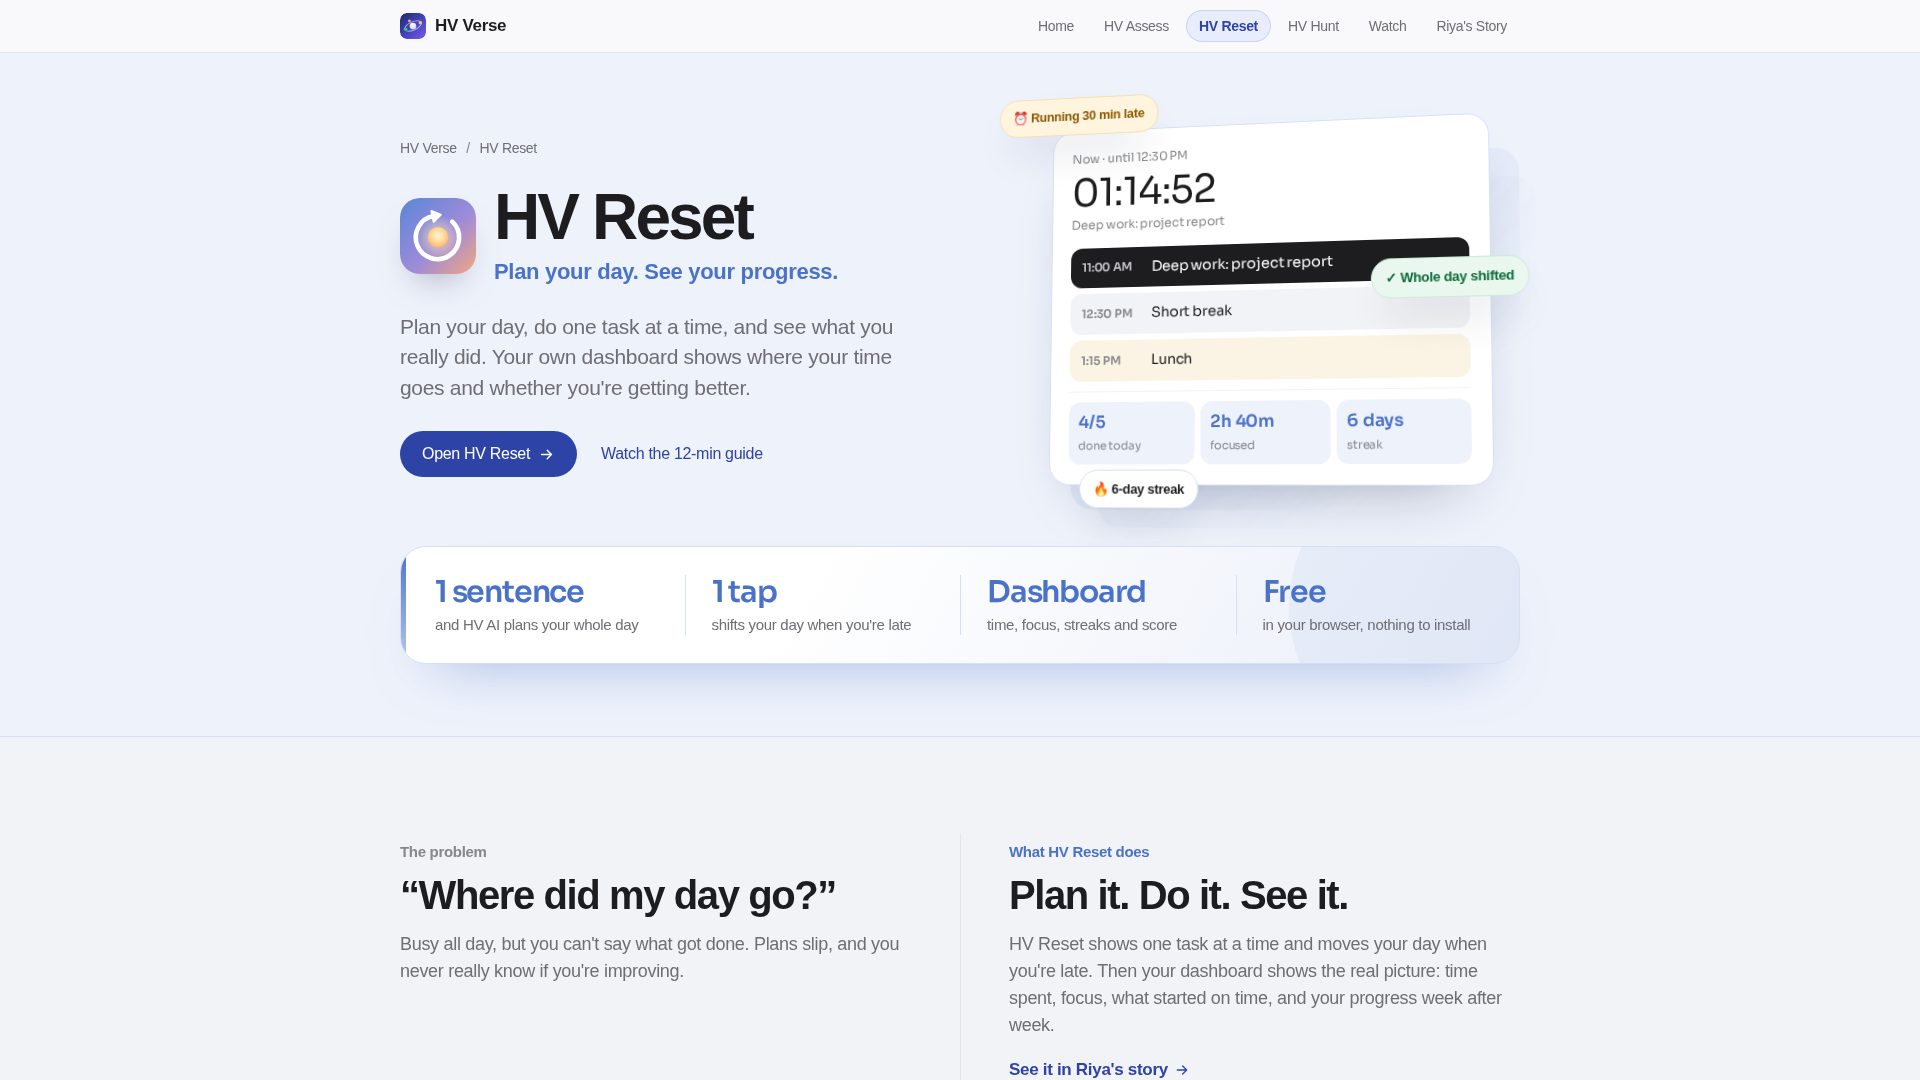 HV Verse
Home
HV Assess
HV Reset
HV Hunt
Watch
Riya's Story
HV Verse / HV Reset
HV Reset
Plan your day. See your progress.
Plan your day, do one task at a time, and see what you
really did. Your own dashboard shows where your time
goes and whether you're getting better.
Open HV Reset →
Watch the 12-min guide
⏰ Running 30 min late
Now · until 12:30 PM
01:14:52
Deep work: project report
11:00 AM Deep work: project report
✓ Whole day shifted
12:30 PM Short break
1:15 PM Lunch
4/5
done today
2h 40m
focused
6 days
streak
🔥 6-day streak
1 sentence
and HV AI plans your whole day
1 tap
shifts your day when you're late
Dashboard
time, focus, streaks and score
Free
in your browser, nothing to install
The problem
“Where did my day go?”
Busy all day, but you can't say what got done. Plans slip, and you
never really know if you're improving.
What HV Reset does
Plan it. Do it. See it.
HV Reset shows one task at a time and moves your day when
you're late. Then your dashboard shows the real picture: time
spent, focus, what started on time, and your progress week after
week.
See it in Riya's story →